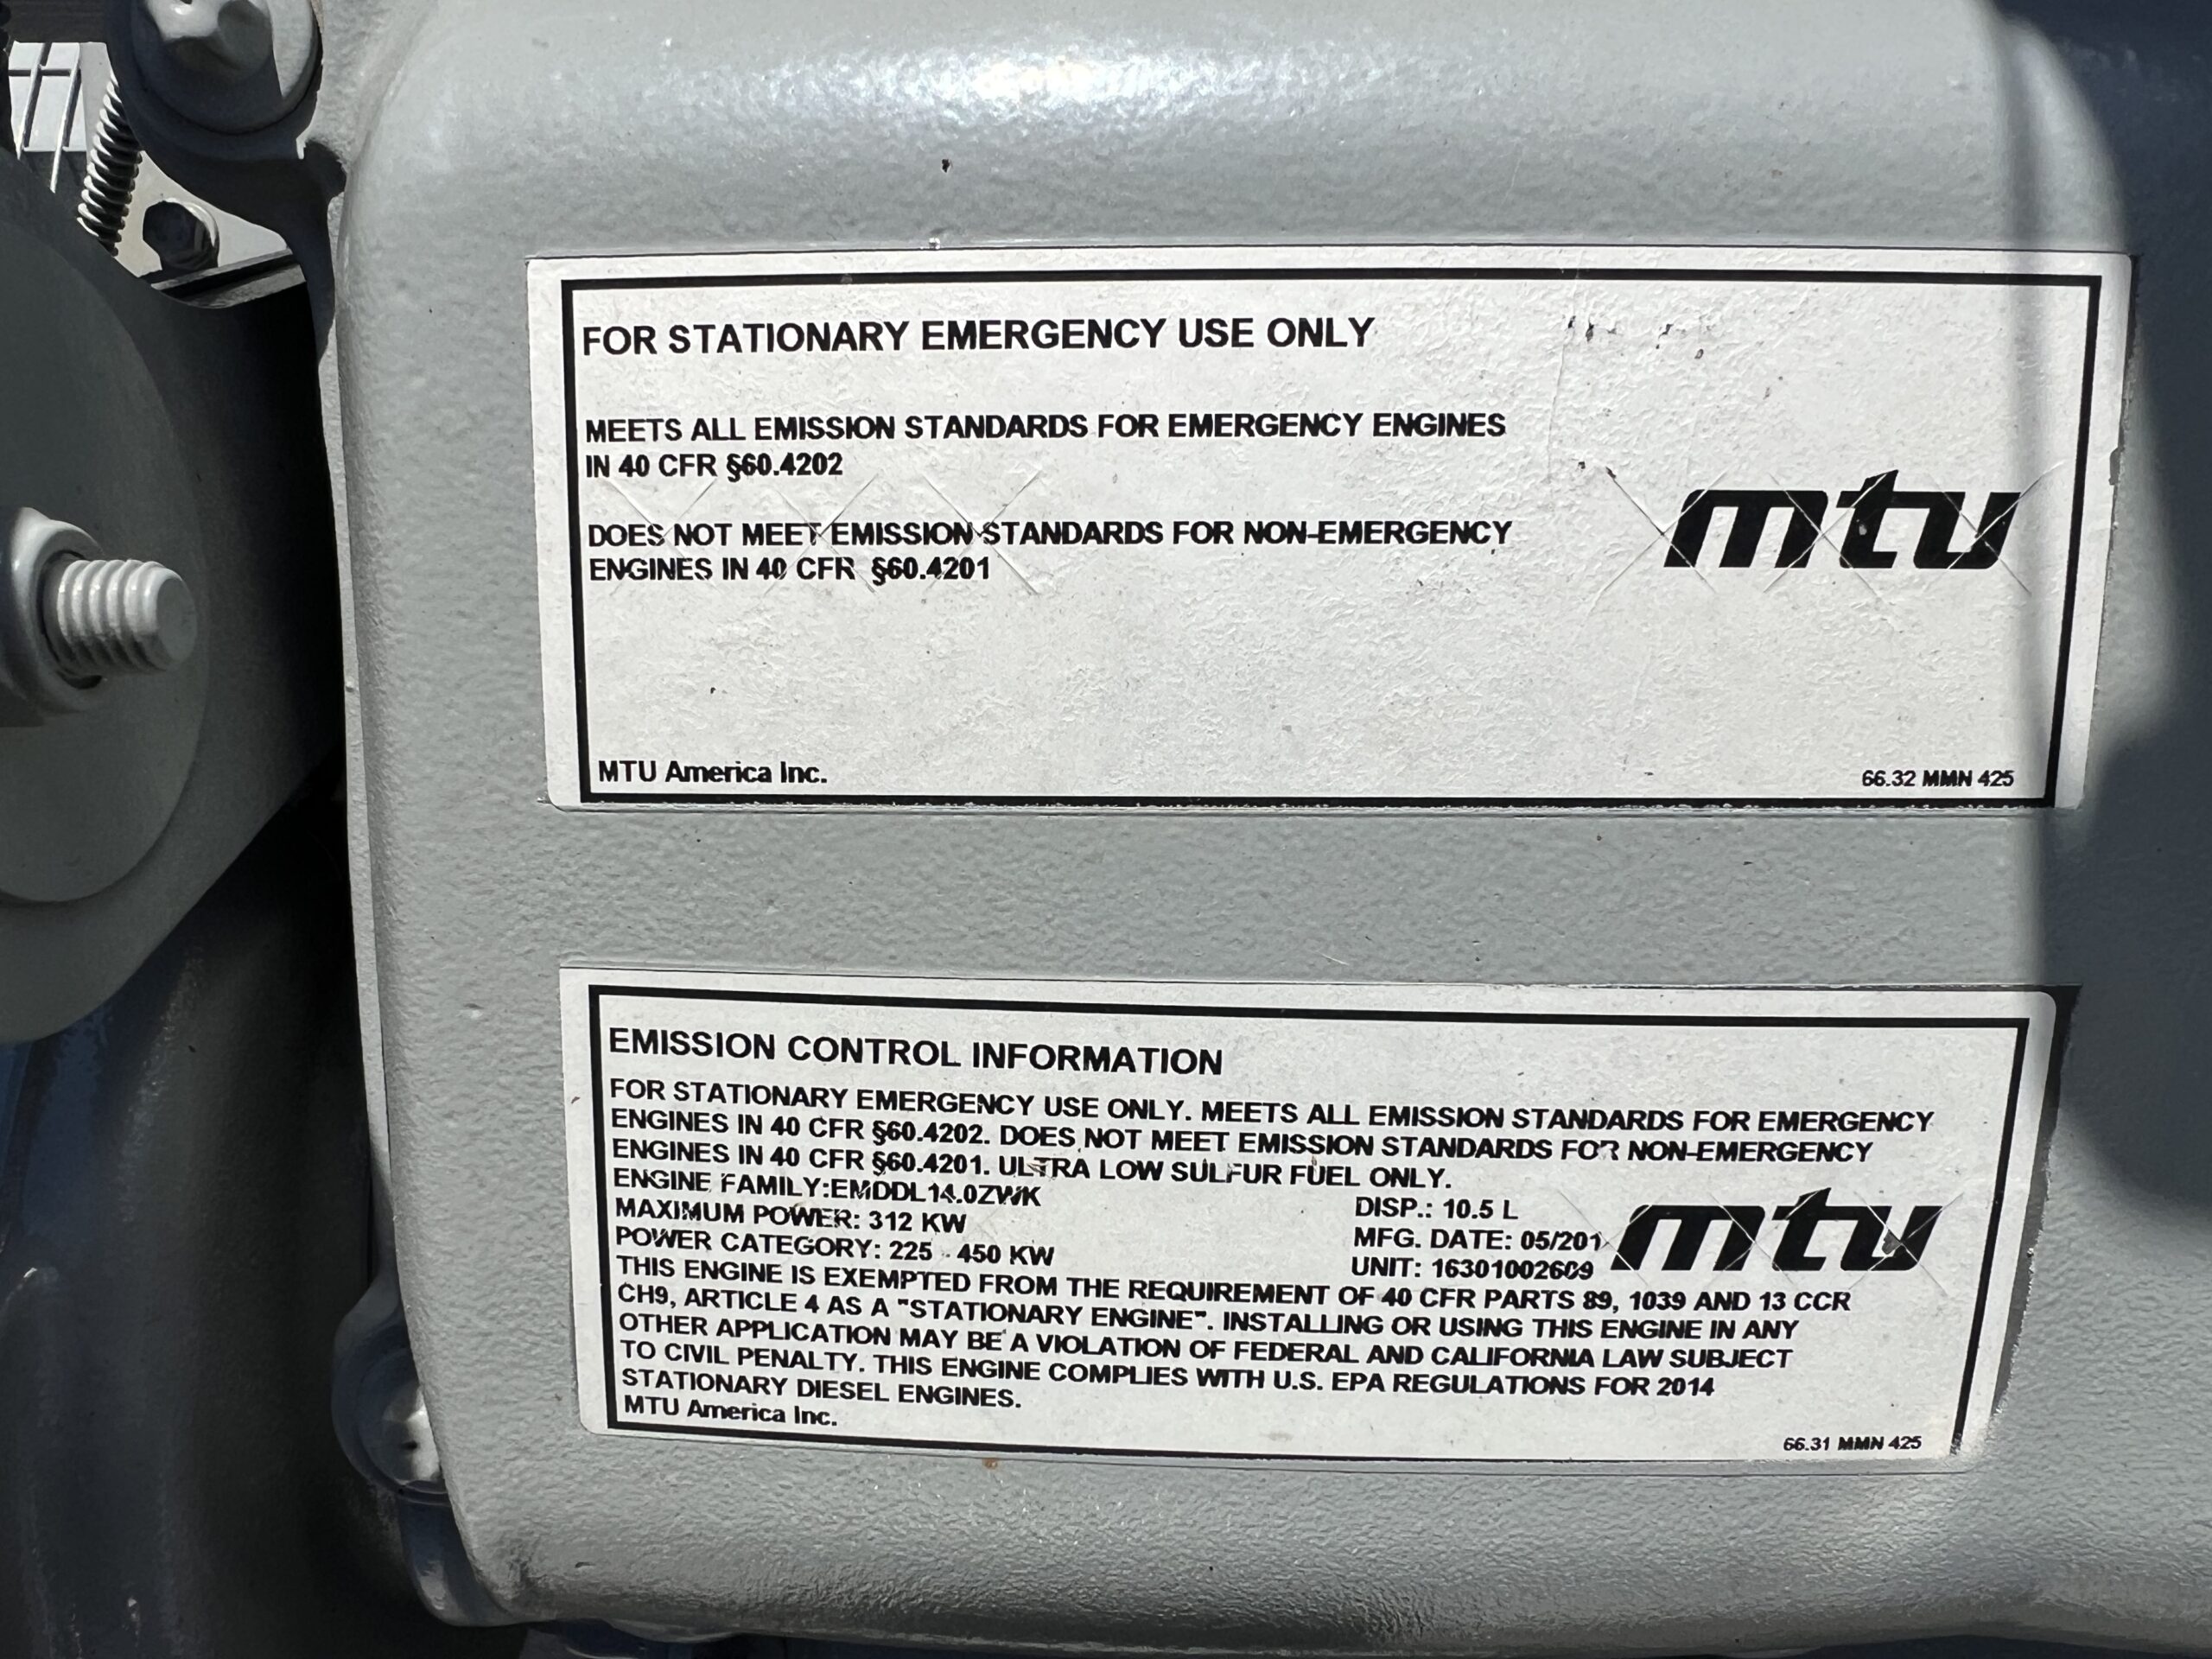 FOR STATIONARY EMERGENCY USE ONLY
MEETS ALL EMISSION STANDARDS FOR EMERGENCY ENGINES
IN 40 CFR §60.4202
DOES NOT MEET EMISSION STANDARDS FOR NON-EMERGENCY
ENGINES IN 40 CFR §60.4201
mtu
MTU America Inc.
66.32 MMN 425
EMISSION CONTROL INFORMATION
FOR STATIONARY EMERGENCY USE ONLY. MEETS ALL EMISSION STANDARDS FOR EMERGENCY
ENGINES IN 40 CFR §60.4202. DOES NOT MEET EMISSION STANDARDS FOR NON-EMERGENCY
ENGINES IN 40 CFR §60.4201. ULTRA LOW SULFUR FUEL ONLY.
ENGINE FAMILY:EMDDL14.0ZWK
MAXIMUM POWER: 312 KW
POWER CATEGORY: 225 - 450 KW
DISP.: 10.5 L
MFG. DATE: 05/201
UNIT:
mtu
THIS ENGINE IS EXEMPTED FROM THE REQUIREMENT OF 40 CFR PARTS 89, 1039 AND 13 CCR
CH9, ARTICLE 4 AS A "STATIONARY ENGINE". INSTALLING OR USING THIS ENGINE IN ANY
OTHER APPLICATION MAY BE A VIOLATION OF FEDERAL AND CALIFORNIA LAW SUBJECT
TO CIVIL PENALTY. THIS ENGINE COMPLIES WITH U.S. EPA REGULATIONS FOR 2014
STATIONARY DIESEL ENGINES.
MTU America Inc.
66.31 MMN 425